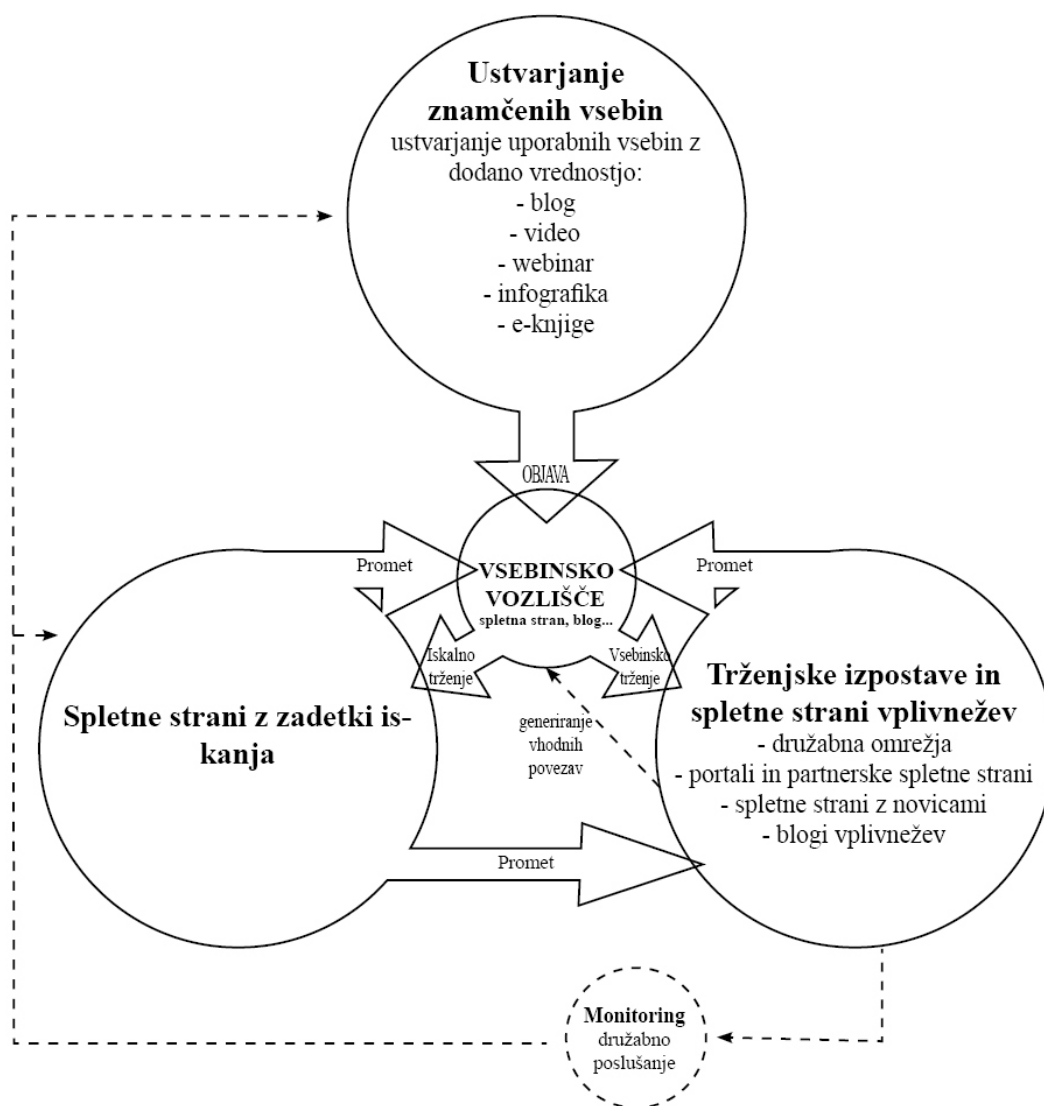 Ustvarjanje
znamčenih vsebin
ustvarjanje uporabnih vsebin z
dodano vrednostjo:
- blog
- video
- webinar
- infografika
- e-knjige
OBJAVA
Promet
VSEBINSKO
VOZLIŠČE
spletna stran, blog...
Promet
Iskalno
trženje
Vsebinsko
trženje
Spletne strani z zadetki is-
kanja
generiranje
vhodnih
povezav
Trženjske izpostave in
spletne strani vplivnežev
- družabna omrežja
- portali in partnerske spletne strani
- spletne strani z novicami
- blogi vplivnežev
Promet
Monitoring
družabno
poslušanje